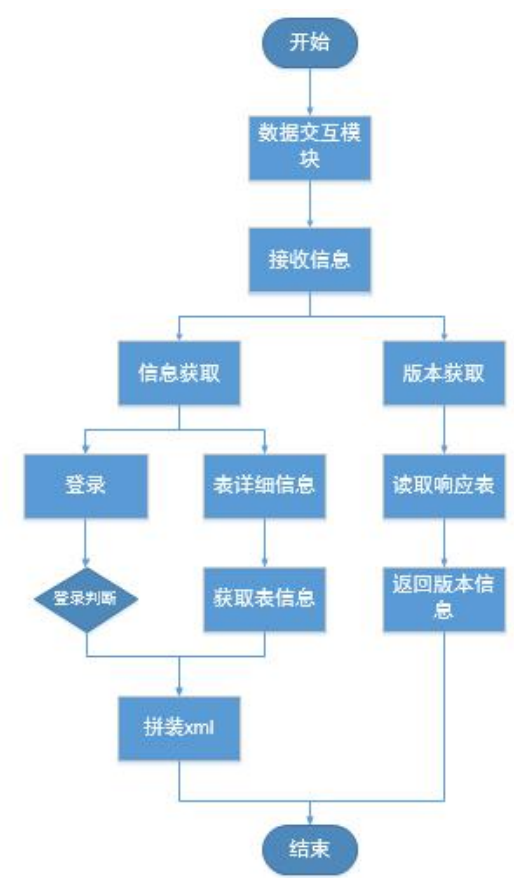 开始
数据交互模
块
接收信息
信息获取
版本获取
登录
表详细信息
读取响应表
登录判断
获取表信息
返回版本信
息
拼装xml
结束